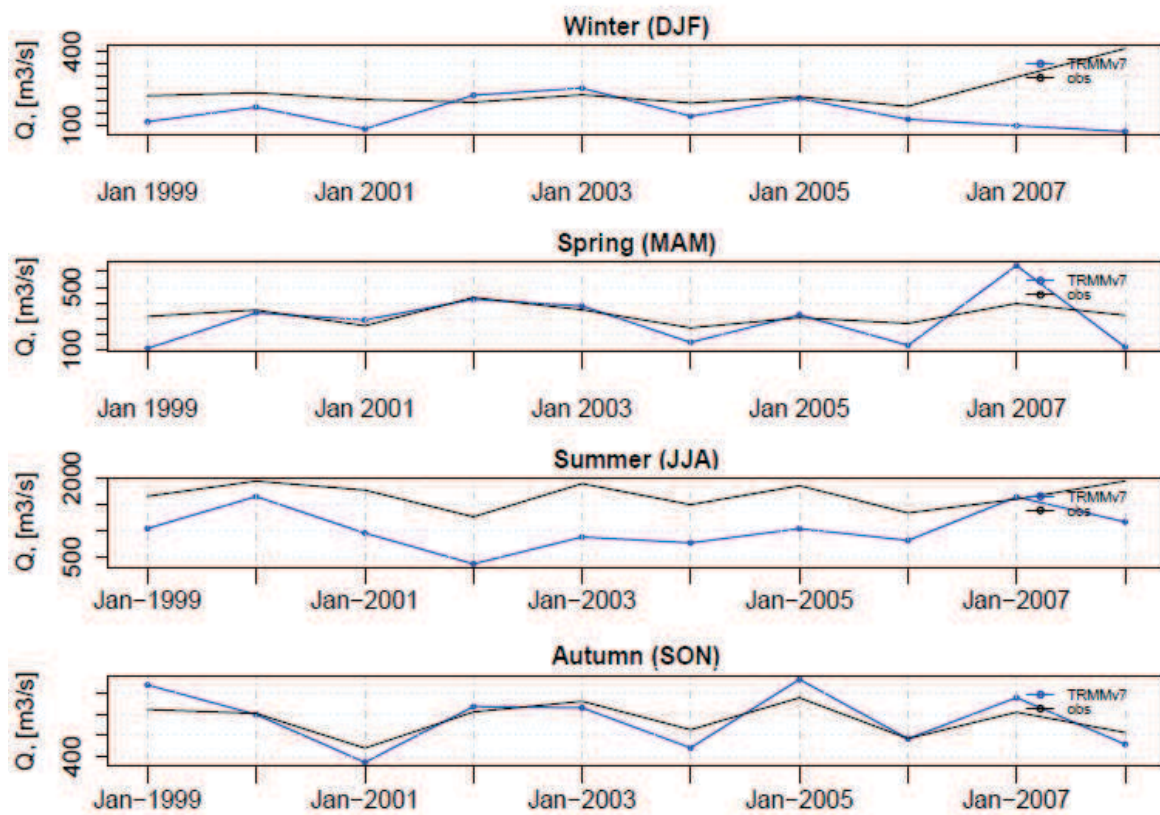 Winter (DJF)
Q, [m3/s]
400
100
TRMMv7
obs
Jan 1999 Jan 2001 Jan 2003 Jan 2005 Jan 2007
Spring (MAM)
Q, [m3/s]
500
100
TRMMv7
obs
Jan 1999 Jan 2001 Jan 2003 Jan 2005 Jan 2007
Summer (JJA)
Q, [m3/s]
2000
500
TRMMv7
obs
Jan−1999 Jan−2001 Jan−2003 Jan−2005 Jan−2007
Autumn (SON)
Q, [m3/s]
400
TRMMv7
obs
Jan−1999 Jan−2001 Jan−2003 Jan−2005 Jan−2007